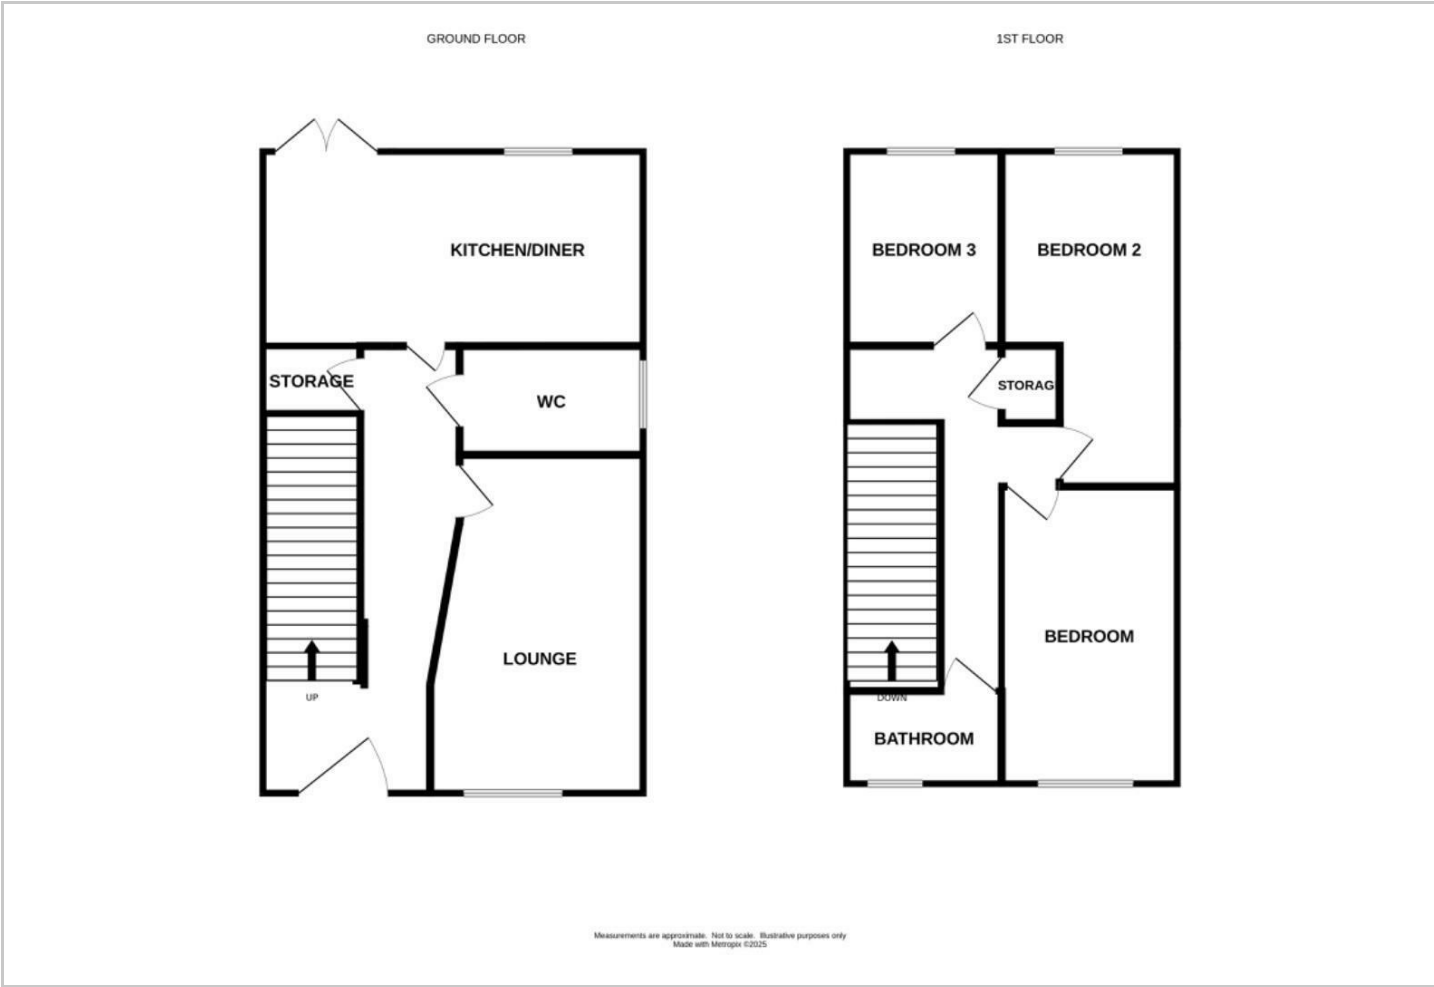 GROUND FLOOR
KITCHEN/DINER
STORAGE
WC
LOUNGE
UP
1ST FLOOR
BEDROOM 3
BEDROOM 2
STORAG
BEDROOM
DOWN
BATHROOM
Measurements are approximate. Not to scale. Illustrative purposes only
Made with Metropix ©2025